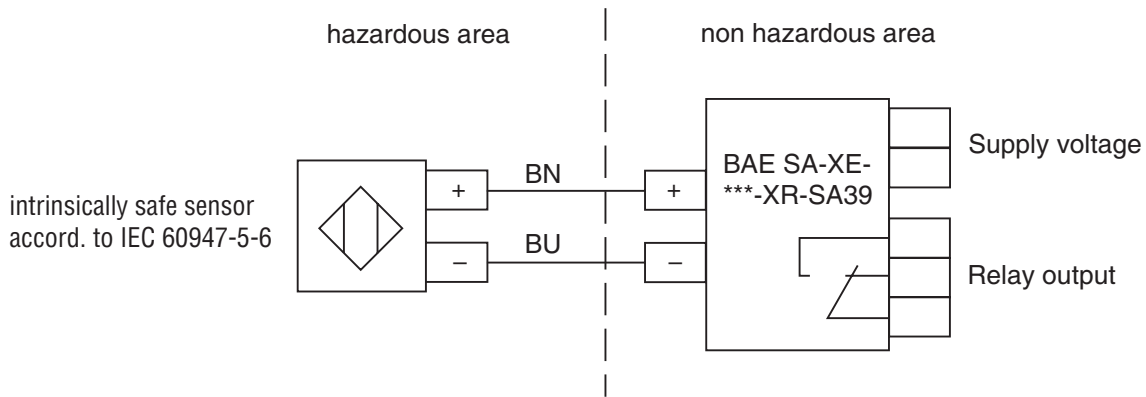 hazardous area
non hazardous area
intrinsically safe sensor
accord. to IEC 60947-5-6
+
–
BN
BU
+
–
BAE SA-XE-
***-XR-SA39
Supply voltage
Relay output